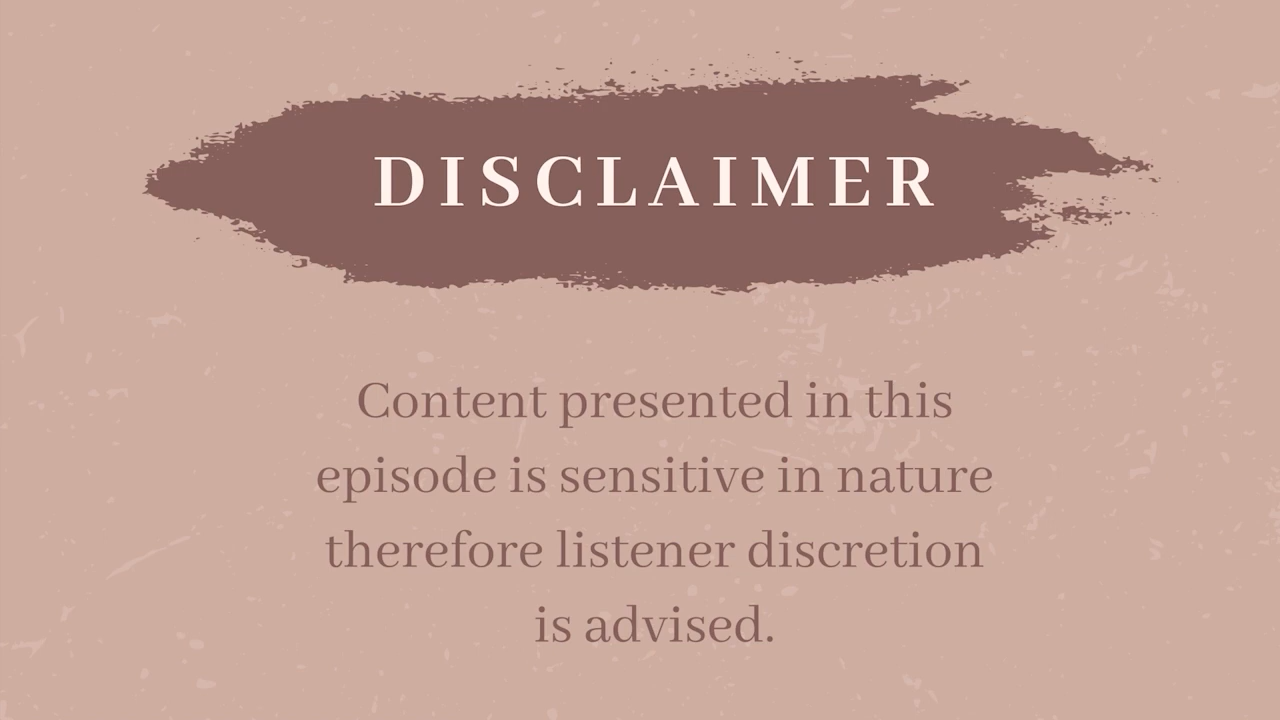 DISCLAIMER
Content presented in this
episode is sensitive in nature
therefore listener discretion
is advised.